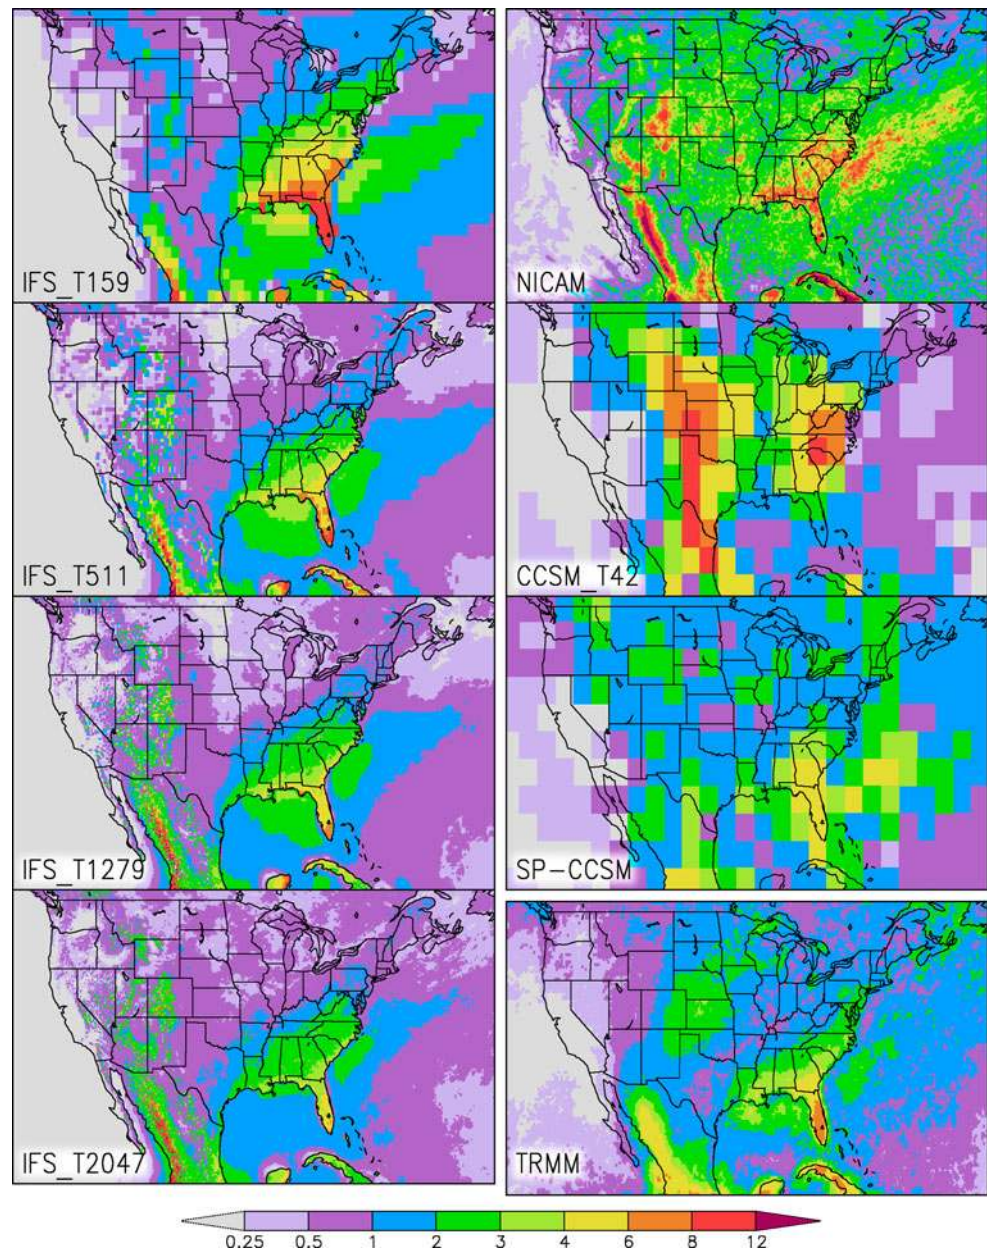 IFS_T159
NICAM
IFS_T511
CCSM_T42
IFS_T1279
SP-CCSM
IFS_T2047
TRMM
0.25 0.5 1 2 3 4 6 8 12